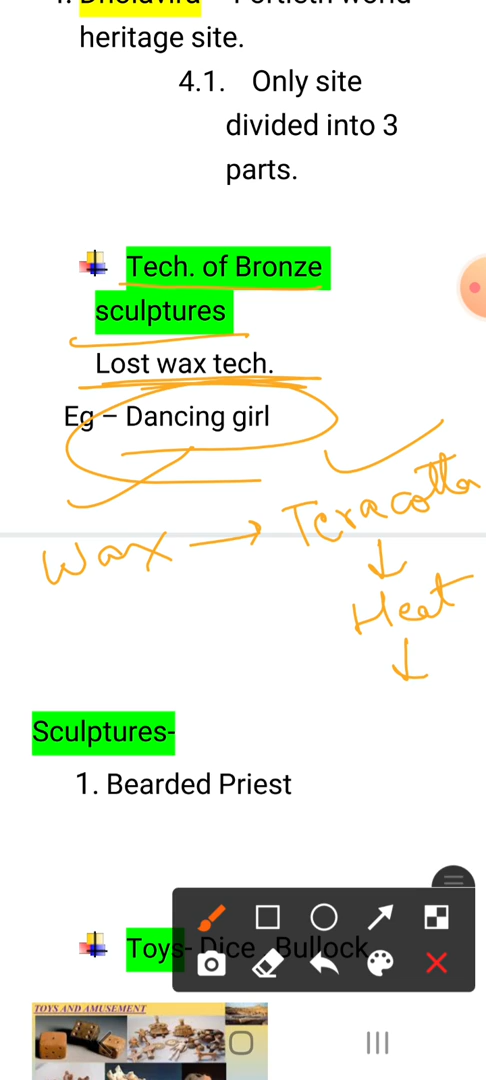 heritage site.
4.1. Only site
divided into 3
parts.
Tech. of Bronze
sculptures
Lost wax tech.
Eg – Dancing girl
Wax → Teracotta
↓
Heat
↓
Sculptures-
1. Bearded Priest
Toys- Dice, Bullock
TOYS AND AMUSEMENT